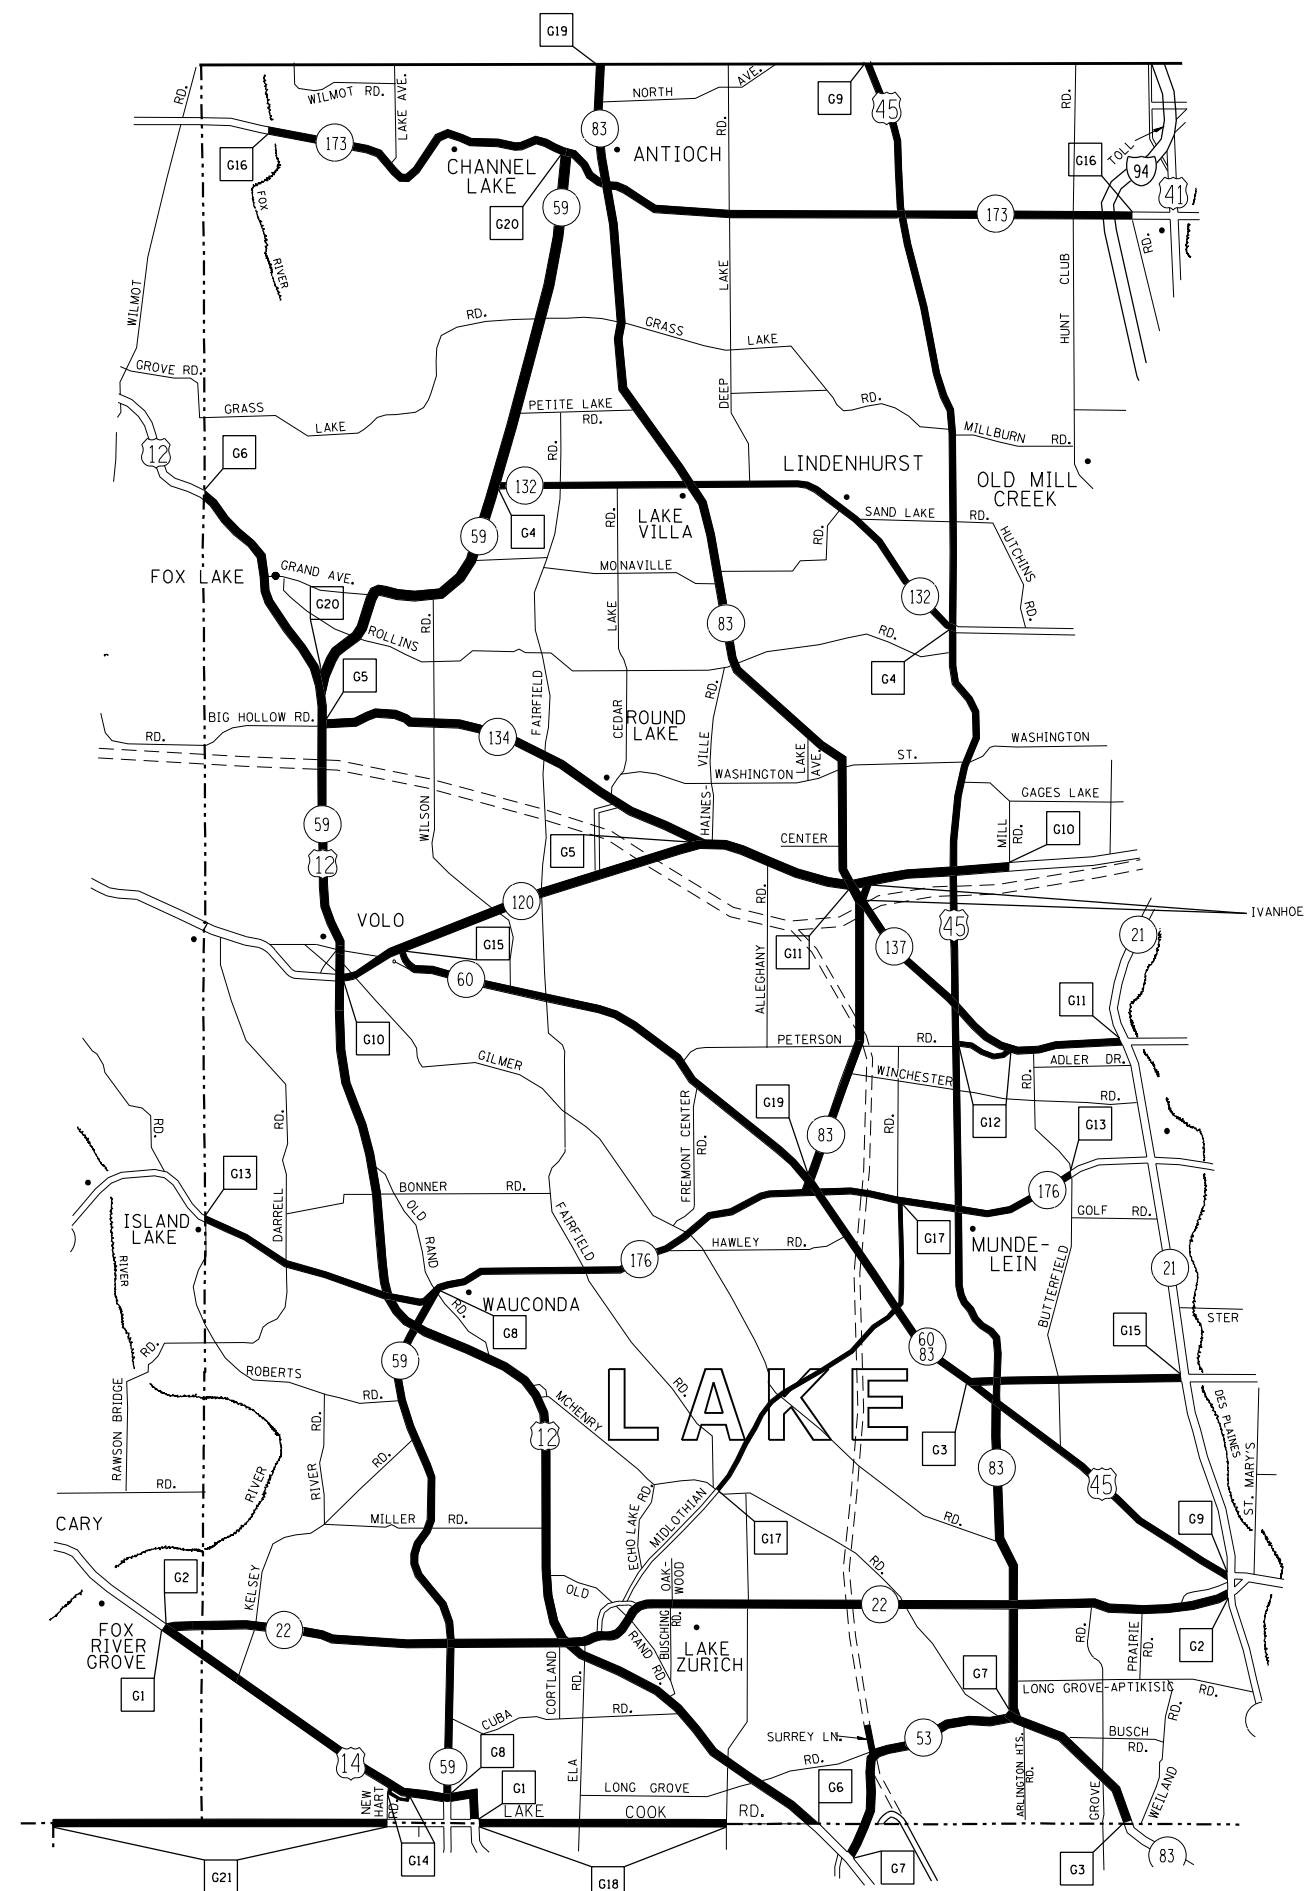 G19
RD.
WILMOT RD.
LAKE AVE.
NORTH
AVE.
G9
45
RD.
RD.
TOLL
83
173
G16
CHANNEL
LAKE
ANTIOCH
G16
94
41
FOX
RIVER
G20
59
173
RD.
WILMOT
LAKE
HUNT CLUB
RD.
GRASS
LAKE
GROVE RD.
GRASS
LAKE
PETITE LAKE
RD.
DEEP
RD.
MILLBURN RD.
12
G6
RD.
LINDENHURST
OLD MILL
CREEK
132
G4
59
RD.
LAKE
VILLA
SAND LAKE RD.
RD.
HUTCHINS
RD.
FOX LAKE
GRAND AVE.
G20
MONAVILLE
132
ROLLINS
RD.
LAKE
83
RD.
G4
G5
FAIRFIELD
RD.
BIG HOLLOW RD.
RD.
134
CEDAR
ROUND
LAKE
HAINES-
VILLE
LAKE
AVE.
ST.
WASHINGTON
WASHINGTON
GAGES LAKE
59
12
WILSON
G5
CENTER
MILL
RD.
G10
VOLO
120
RD.
ALLEGHANY
IVANHOE
45
21
G15
60
G11
137
G11
G10
PETERSON RD.
GILMER
WINCHESTER
RD.
ADLER DR.
RD.
RD.
RD.
FREMONT CENTER
RD.
G19
83
RD.
G12
G13
G13
DARRELL
BONNER RD.
OLD
RAND
RD.
FAIRFIELD
176
ISLAND
LAKE
RIVER
176
HAWLEY RD.
G17
MUNDE-
LEIN
GOLF RD.
BUTTERFIELD
21
WAUCONDA
G8
STER
RD.
59
60
83
G15
ROBERTS
RD.
RD.
LAKE
MCHENRY
12
RAWSON BRIDGE
RD.
RD.
RIVER
RIVER
RD.
G3
83
45
DES PLAINES
ST. MARY'S
CARY
MILLER RD.
ECHO LAKE RD.
MIDLOTHIAN
G17
RD.
RD.
G9
G2
KELSEY
OLD
RAND RD.
BUSCHING OAK-
RD. WOOD
22
22
FOX
RIVER
GROVE
G1
CORTLAND
RD.
LAKE
ZURICH
RD.
PRAIRIE
RD.
G2
G7
LONG GROVE-APTIKISIC
RD.
CUBA
RD.
SURREY LN.
53
BUSCH
RD.
RD.
14
59
G8
ELA
LONG GROVE
RD.
G6
ARLINGTON HTS.
RD.
GROVE
WEILAND
NEW
HART
RD.
G1
LAKE COOK RD.
G21
G14
G18
G7
G3
83